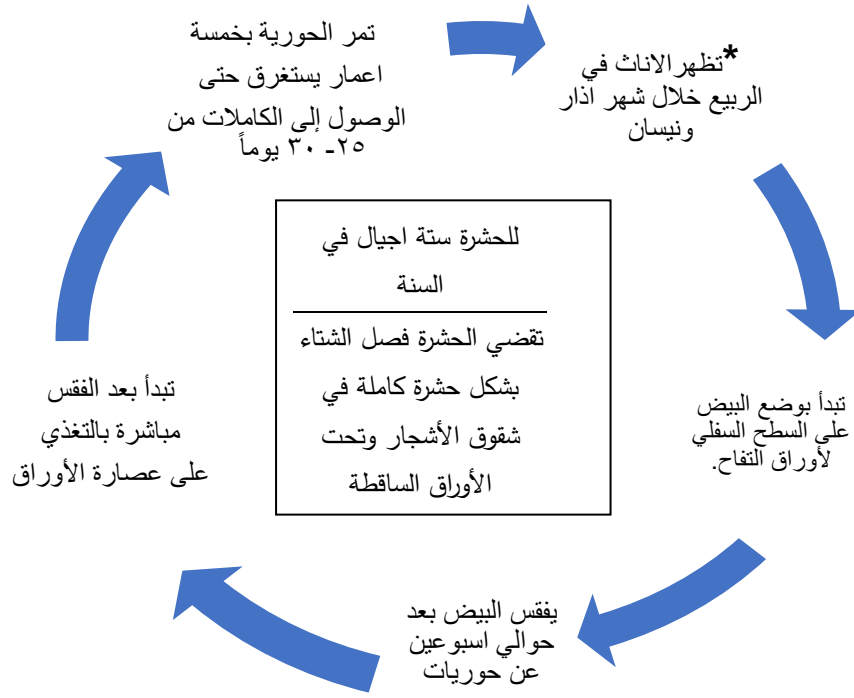 *تظهر الاناث في
الربيع خلال شهر اذار
ونيسان
تبدأ بوضع البيض
على السطح السفلي
لأوراق التفاح.
يفقس البيض بعد
حوالي اسبوعين
عن حوريات
تبدأ بعد الفقس
مباشرة بالتغذي
على عصارة الأوراق
تمر الحورية بخمسة
اعمار يستغرق حتى
الوصول إلى الكاملات من
٢٥- ٣٠ يوماً
للحشرة ستة اجيال في
السنة
تقضي الحشرة فصل الشتاء
بشكل حشرة كاملة في
شقوق الأشجار وتحت
الأوراق الساقطة